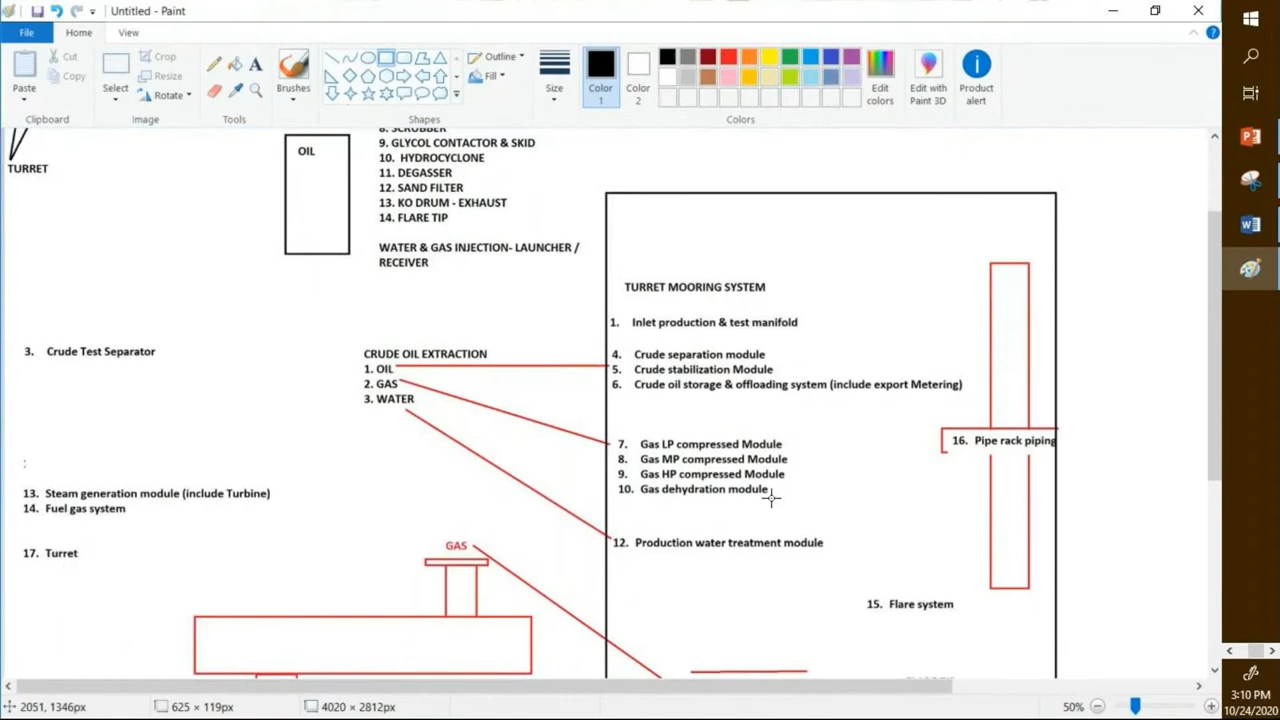 Untitled - Paint
File
Home
View
Paste
Cut
Copy
Clipboard
Select
Crop
Resize
Rotate
Image
Tools
Brushes
Outline
Fill
Shapes
Size
Color 1
Color 2
Edit colors
Colors
Edit with Paint 3D
Product alert
TURRET
OIL
8. SCRUBBER
9. GLYCOL CONTACTOR & SKID
10. HYDROCYCLONE
11. DEGASSER
12. SAND FILTER
13. KO DRUM - EXHAUST
14. FLARE TIP
WATER & GAS INJECTION- LAUNCHER /
RECEIVER
TURRET MOORING SYSTEM
1. Inlet production & test manifold
3. Crude Test Separator
CRUDE OIL EXTRACTION
1. OIL
2. GAS
3. WATER
4. Crude separation module
5. Crude stabilization Module
6. Crude oil storage & offloading system (include export Metering)
7. Gas LP compressed Module
8. Gas MP compressed Module
9. Gas HP compressed Module
10. Gas dehydration module
16. Pipe rack piping
:
13. Steam generation module (include Turbine)
14. Fuel gas system
12. Production water treatment module
17. Turret
GAS
15. Flare system
2051, 1346px
625 × 119px
4020 × 2812px
50%
3:10 PM
10/24/2020